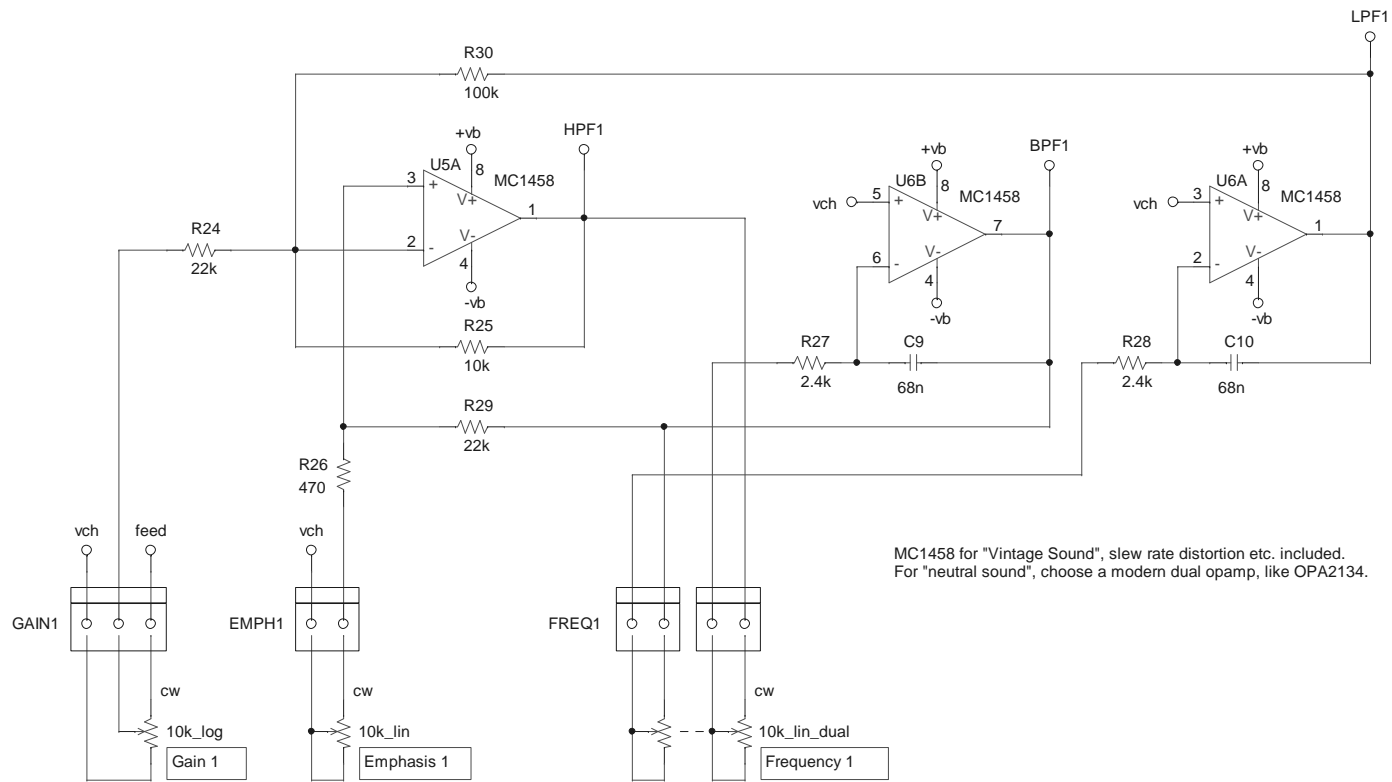 LPF1
R30
100k
HPF1
+vb
U5A
8
MC1458
3
+
V+
1
2
-
V-
4
-vb
R24
22k
R25
10k
BPF1
+vb
U6B
8
MC1458
vch
5
+
V+
7
6
-
V-
4
-vb
+vb
U6A
8
MC1458
vch
3
+
V+
1
2
-
V-
4
-vb
R27
2.4k
C9
68n
R28
2.4k
C10
68n
R29
22k
R26
470
vch
feed
vch
MC1458 for "Vintage Sound", slew rate distortion etc. included.
For "neutral sound", choose a modern dual opamp, like OPA2134.
GAIN1
EMPH1
FREQ1
cw
10k_log
Gain 1
cw
10k_lin
Emphasis 1
cw
10k_lin_dual
Frequency 1